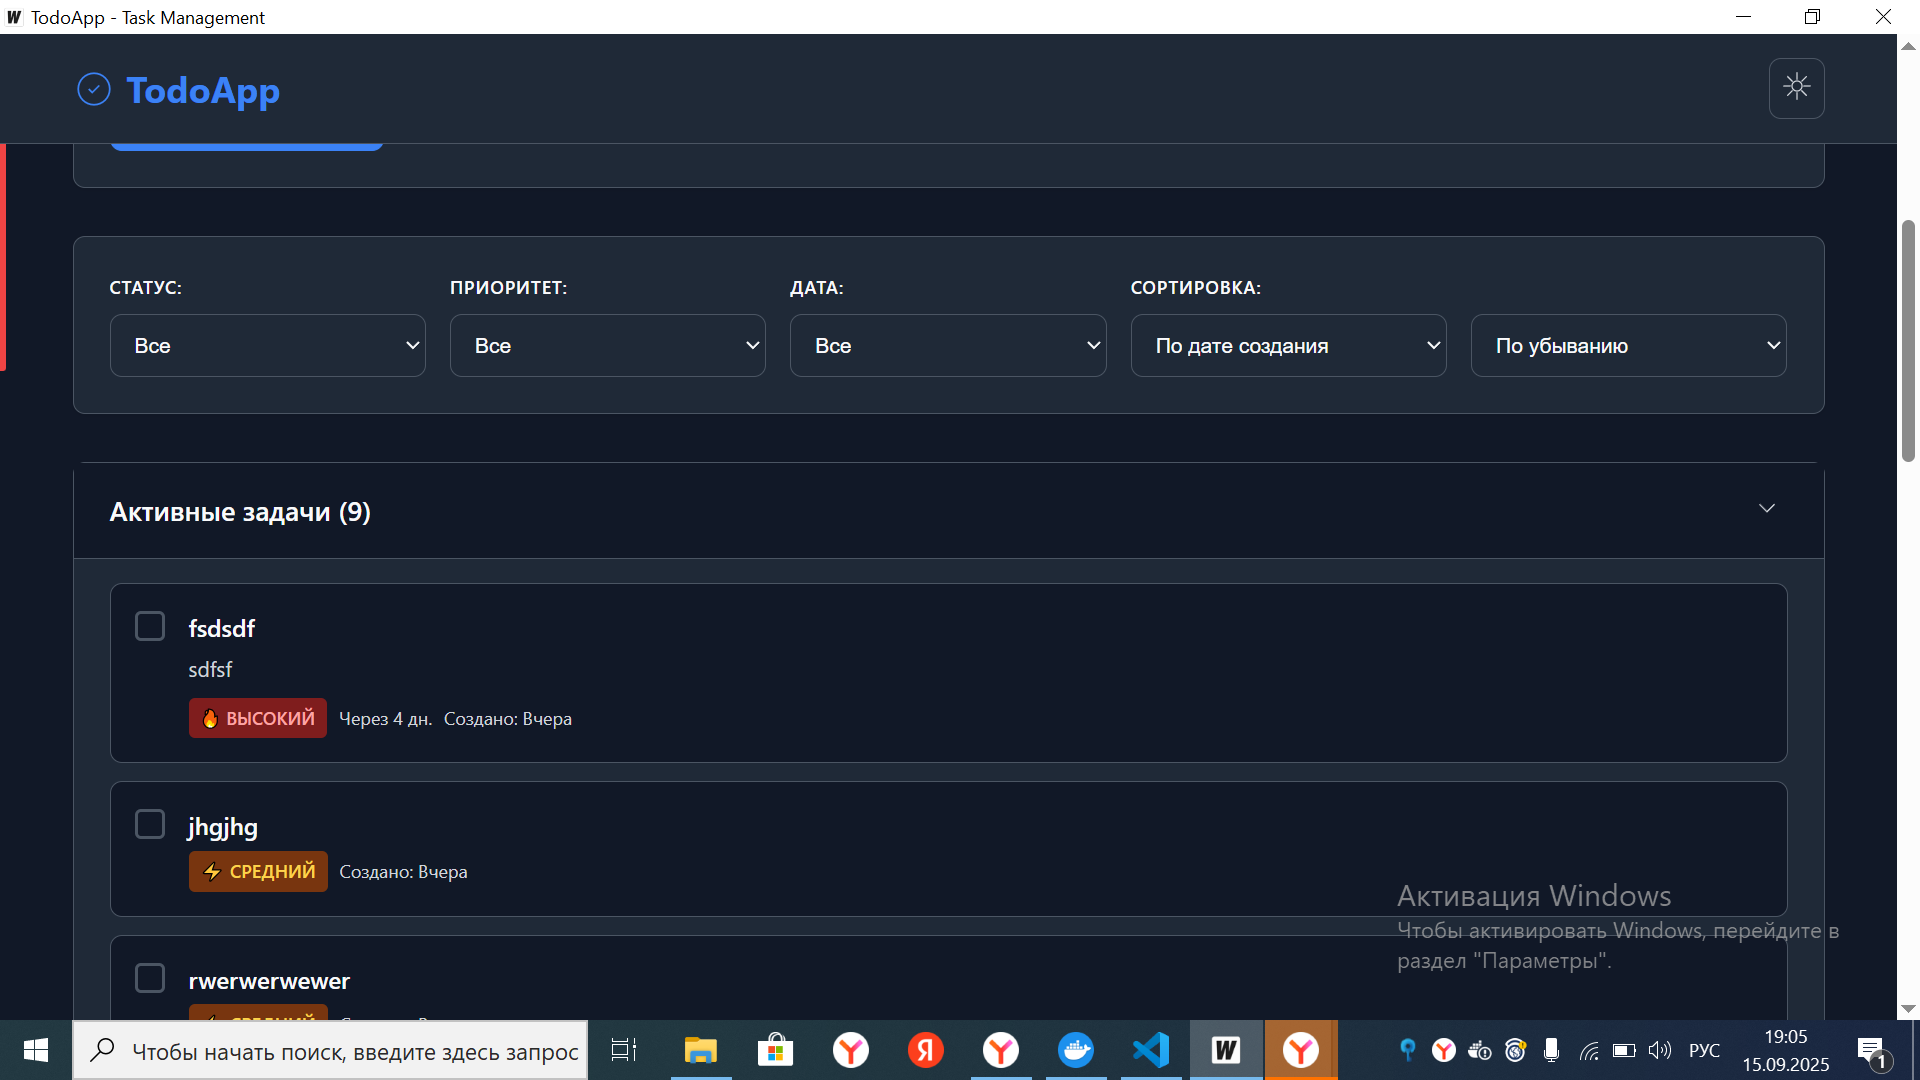 TodoApp - Task Management
TodoApp
СТАТУС:
ПРИОРИТЕТ:
ДАТА:
СОРТИРОВКА:
Все
Все
Все
По дате создания
По убыванию
Активные задачи (9)
fsdsdf
sdfsf
ВЫСОКИЙ Через 4 дн. Создано: Вчера
jhgjhg
СРЕДНИЙ Создано: Вчера
rwerwerwewer
Активация Windows
Чтобы активировать Windows, перейдите в
раздел "Параметры".
Чтобы начать поиск, введите здесь запрос
РУС
19:05
15.09.2025
1